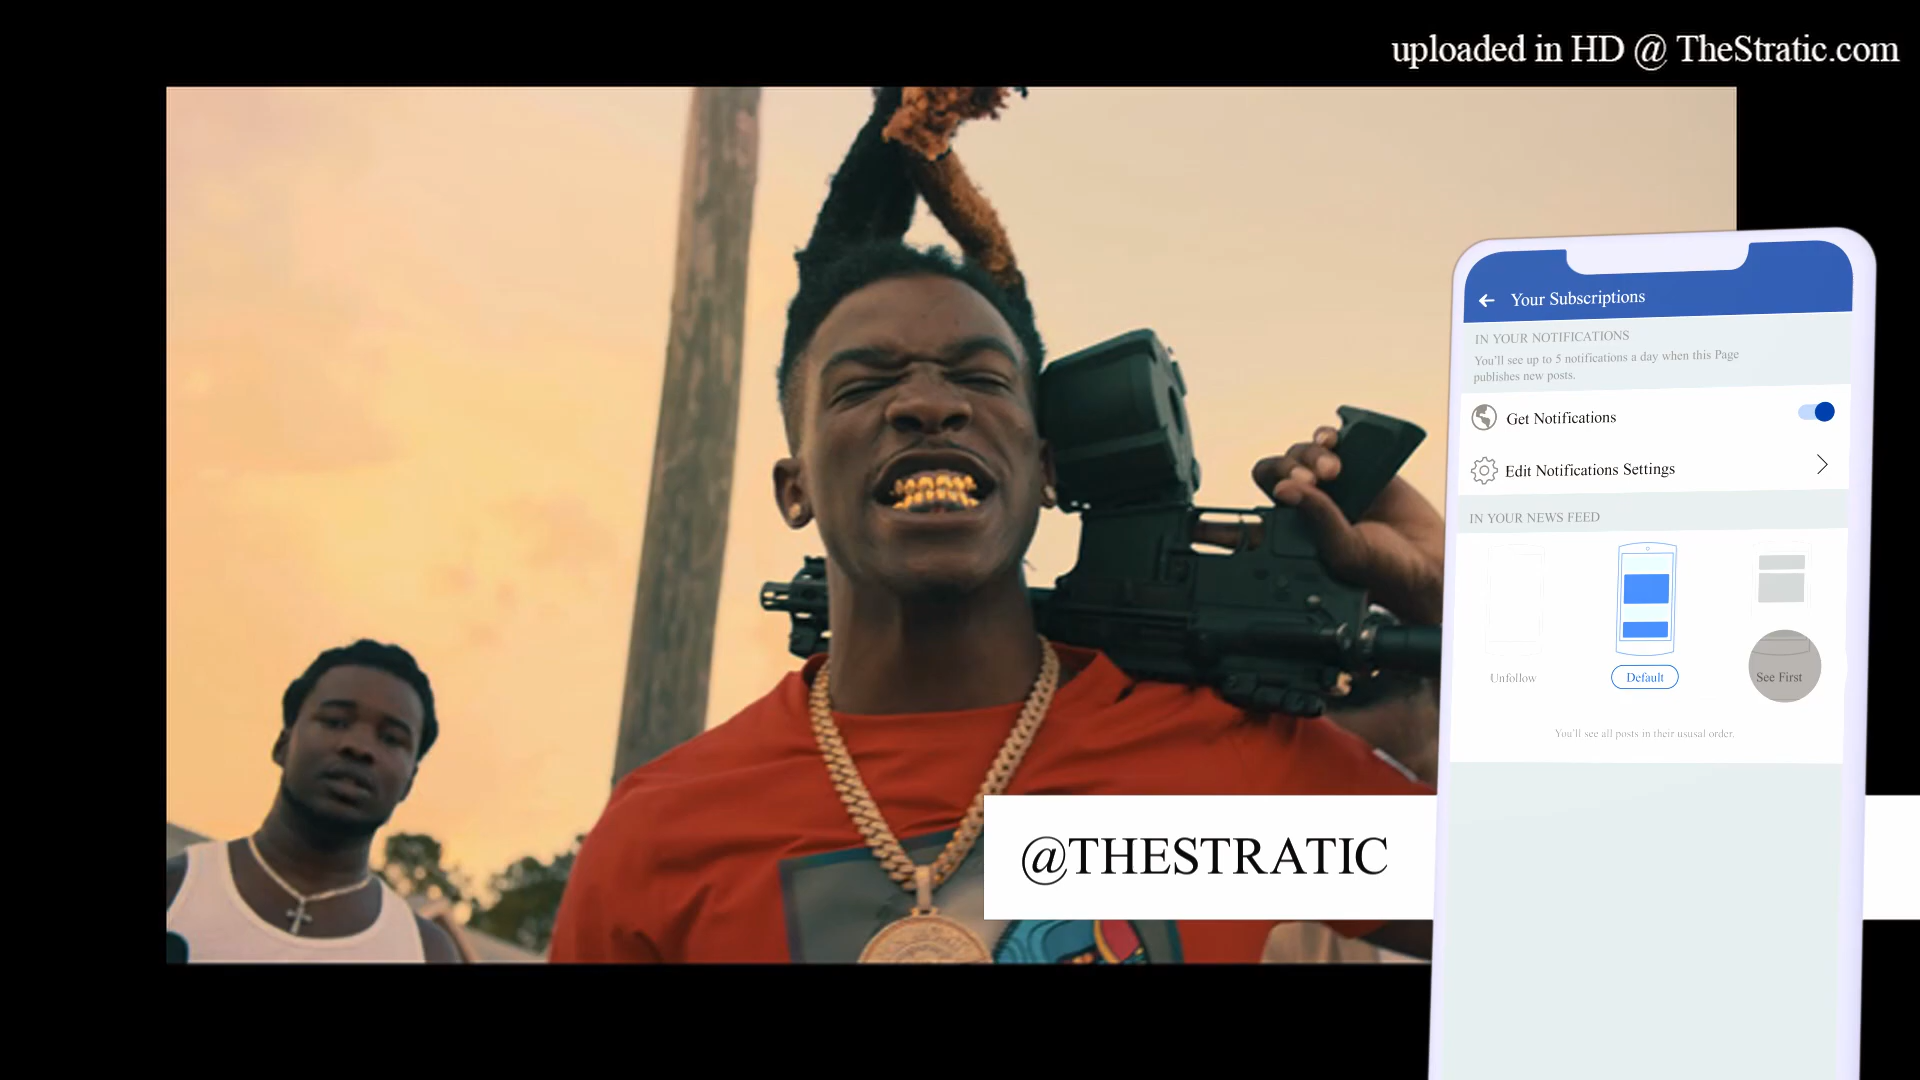 uploaded in HD @ TheStratic.com
Your Subscriptions
IN YOUR NOTIFICATIONS
You'll see up to 5 notifications a day when this Page
publishes new posts.
Get Notifications
Edit Notifications Settings
IN YOUR NEWS FEED
Unfollow
Default
See First
You'll see all posts in their ususal order.
@THESTRATIC